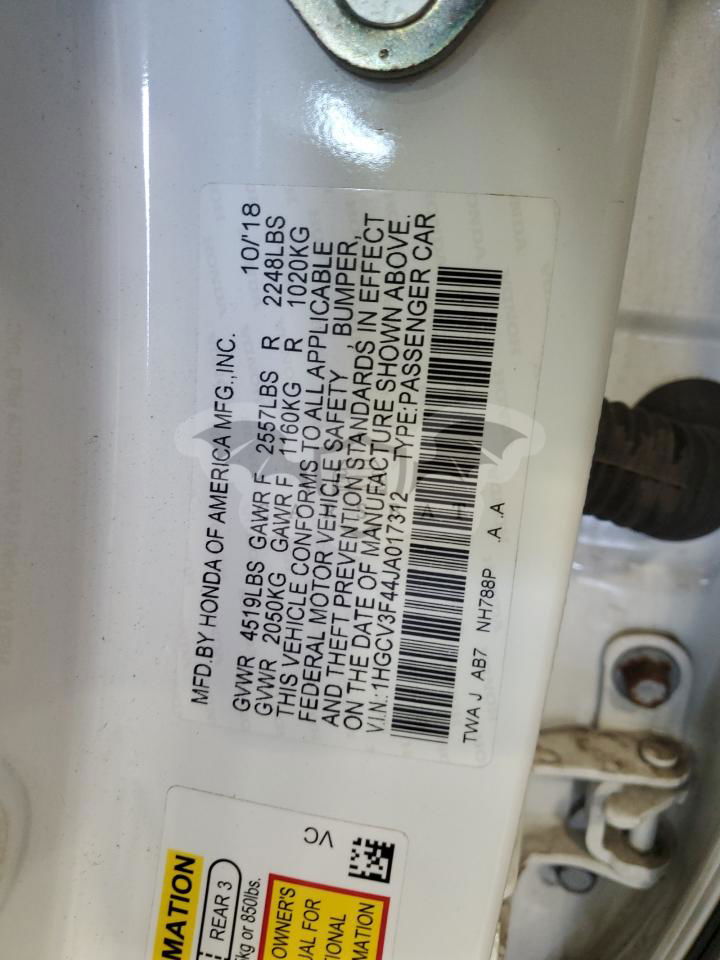 MFD.BY HONDA OF AMERICA MFG.,INC. 10/'18
GVWR 4519LBS GAWR F 2557LBS R 2248LBS
GVWR 2050KG GAWR F 1160KG R 1020KG
THIS VEHICLE CONFORMS TO ALL APPLICABLE
FEDERAL MOTOR VEHICLE SAFETY, BUMPER,
AND THEFT PREVENTION STANDARDS IN EFFECT
ON THE DATE OF MANUFACTURE SHOWN ABOVE.
V.I.N.:1HGCV3F44JA017312 TYPE:PASSENGER CAR
TWA J AB7 NH788P .A .A
VC
MATION
REAR 3
kg or 850lbs.
OWNER'S
UAL FOR
TIONAL
MATION